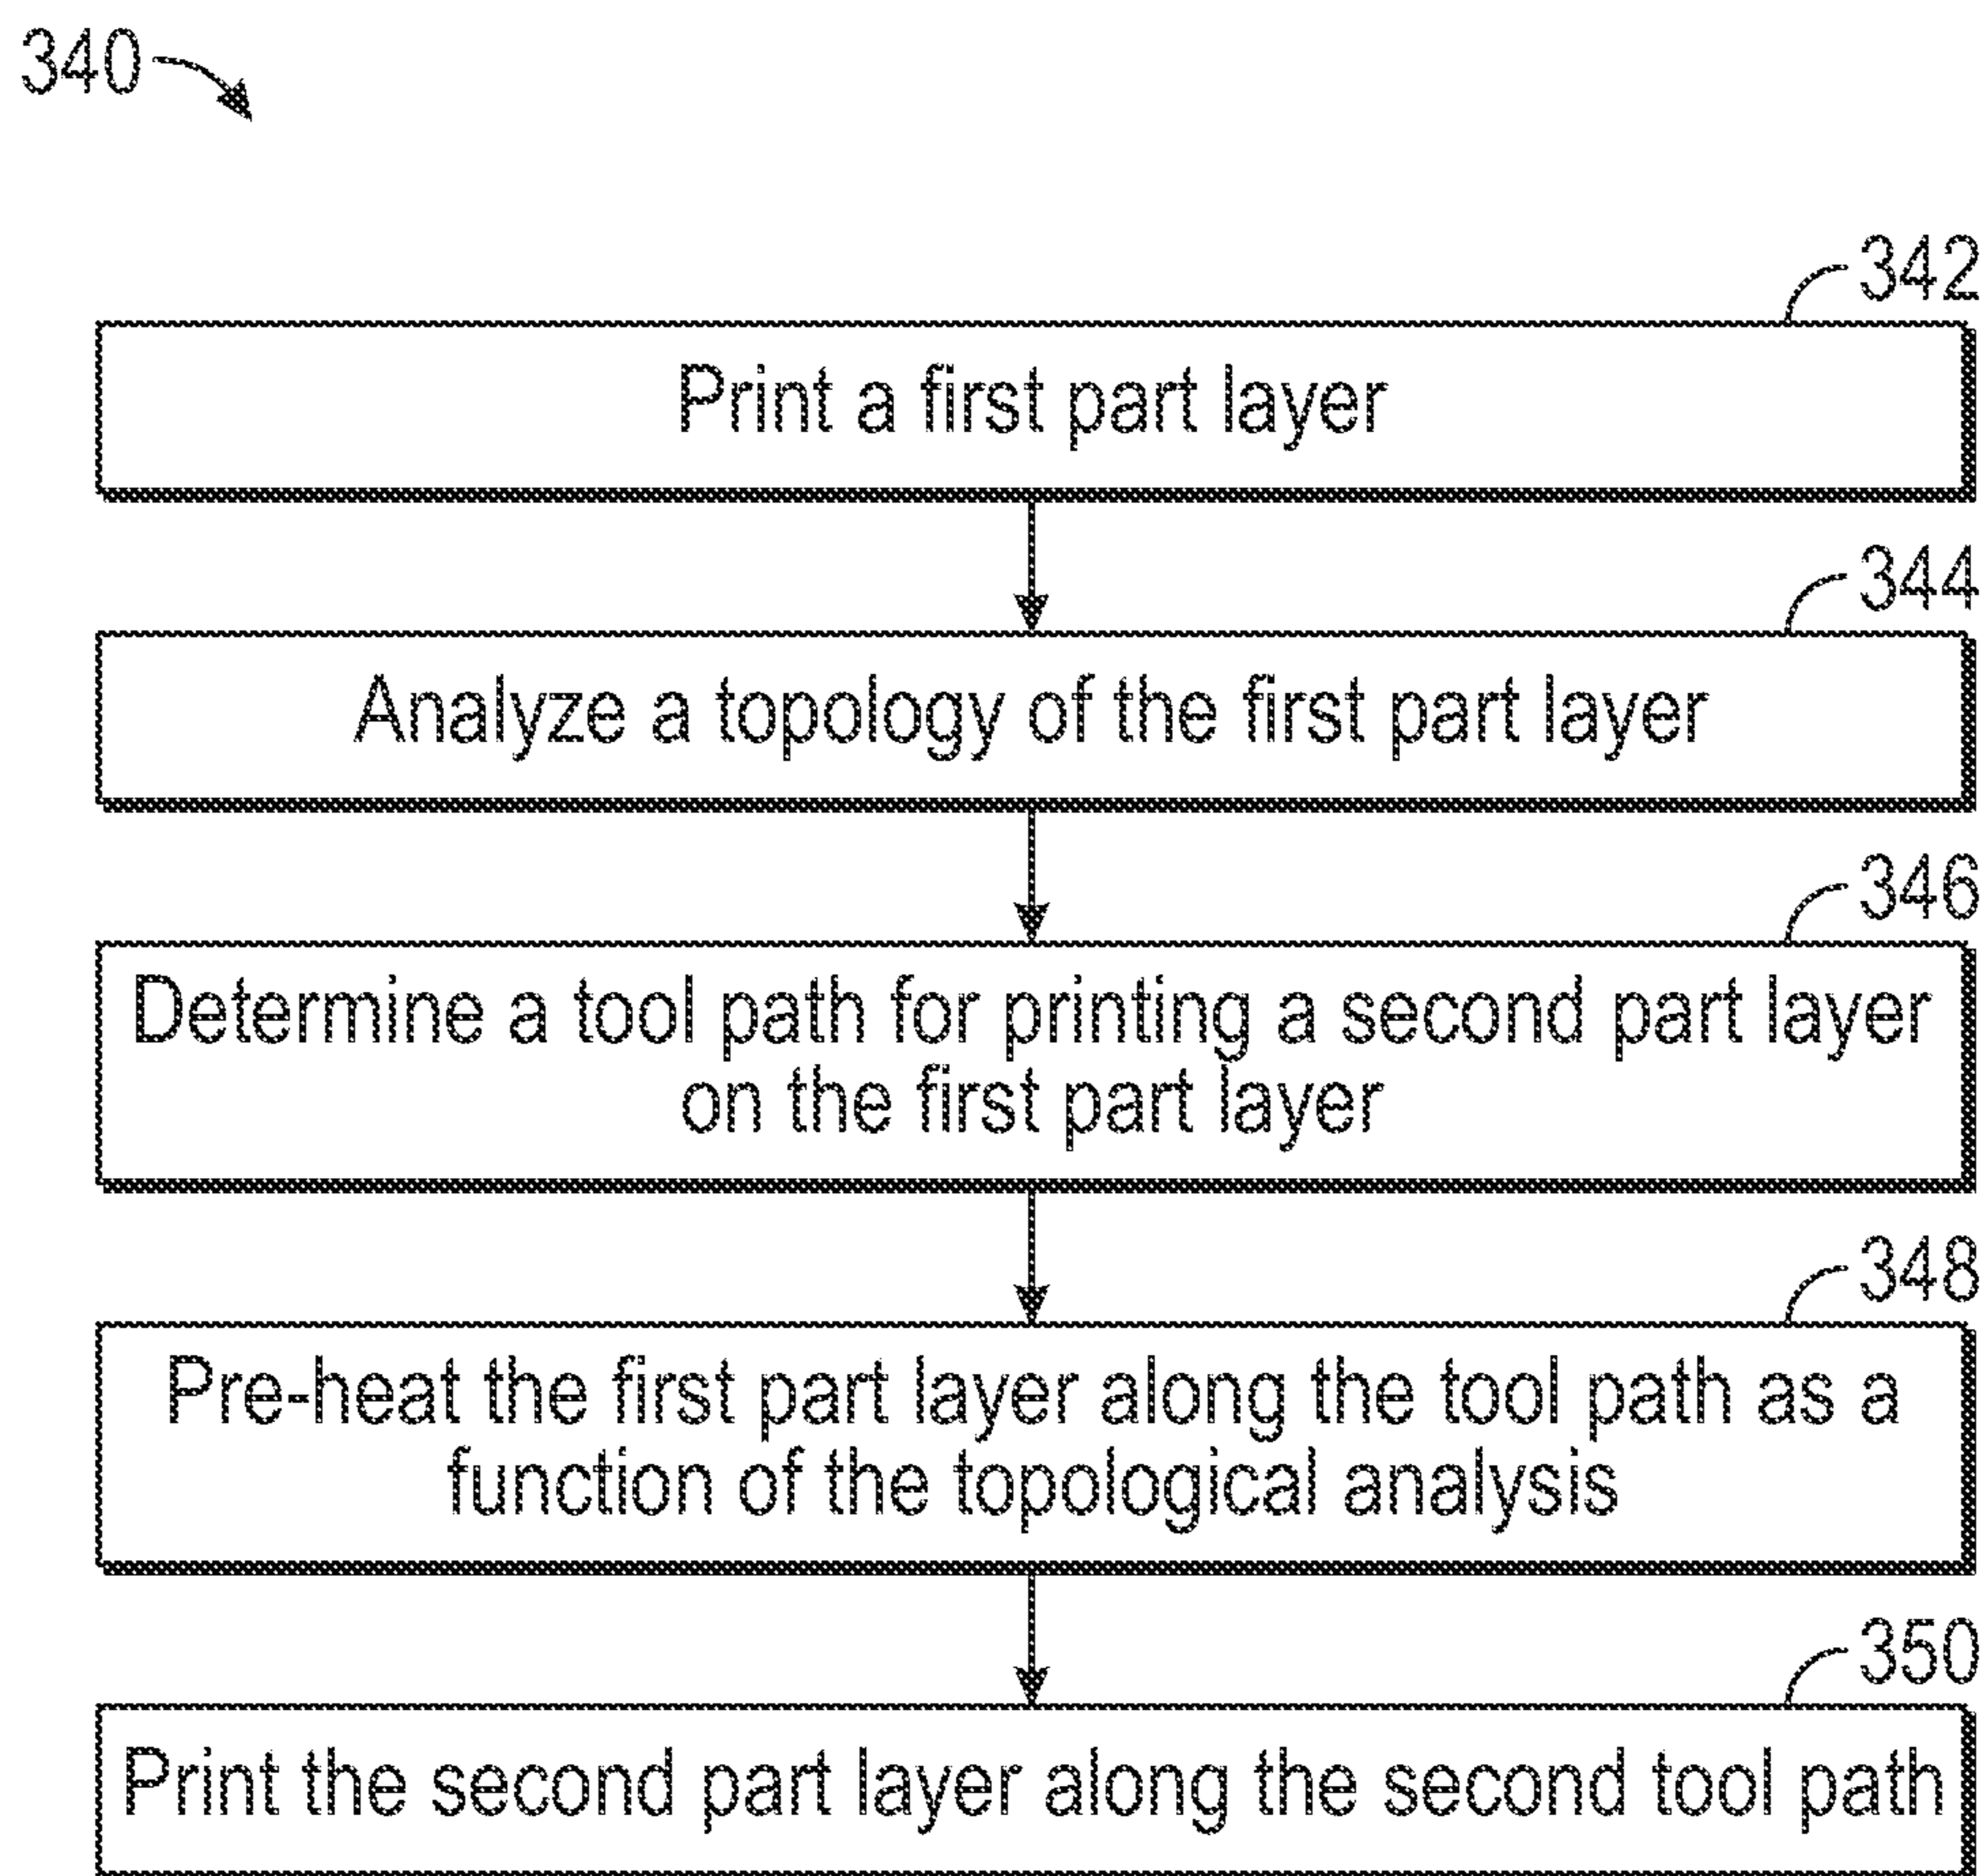 340
342
Print a first part layer
344
Analyze a topology of the first part layer
346
Determine a tool path for printing a second part layer
on the first part layer
348
Pre-heat the first part layer along the tool path as a
function of the topological analysis
350
Print the second part layer along the second tool path